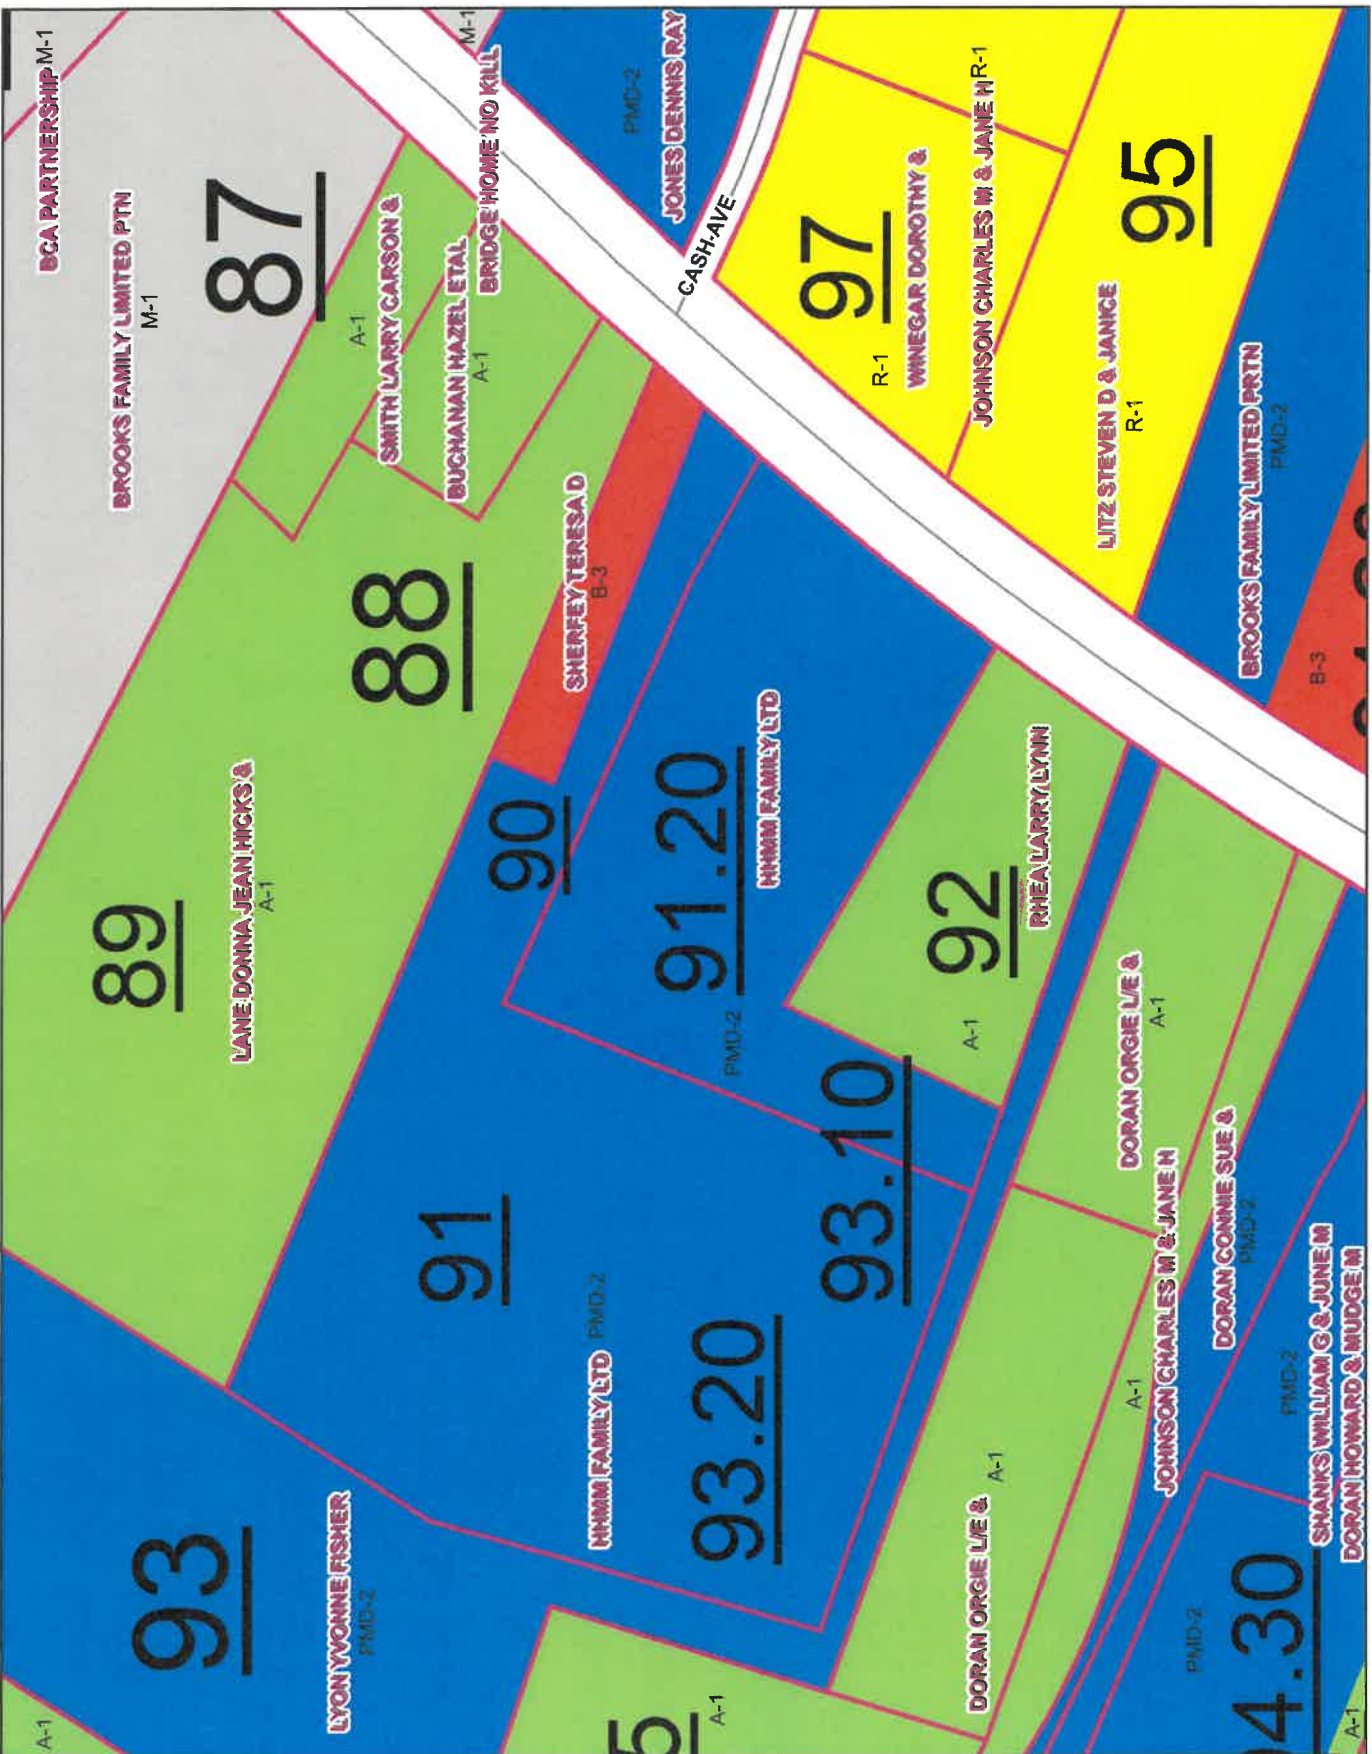 BCA PARTNERSHIP
M-1
BROOKS FAMILY LIMITED PTN
M-1
87
A-1
SMITH LARRY CARSON &
BUCHANAN HAZEL ETAL
A-1
BRIDGE HOME NO KILL
M-1
PMD-2
JONES DENNIS RAY
CASH AVE
97
R-1
WINEGAR DOROTHY &
JOHNSON CHARLES M & JANE H
R-1
95
LITZ STEVEN D & JANICE
R-1
BROOKS FAMILY LIMITED PRTN
PMD-2
B-3
89
LANE DONNA JEAN HICKS &
A-1
88
SHERFEY TERESA D
B-3
90
91.20
HHMM FAMILY LTD
PMD-2
92
RHEA LARRY LYNN
A-1
93.10
91
HHMM FAMILY LTD
PMD-2
93.20
93
LYON YVONNE FISHER
PMD-2
A-1
DORAN ORGIE L/E &
A-1
DORAN ORGIE L/E &
A-1
JOHNSON CHARLES M & JANE H
A-1
DORAN CONNIE SUE &
PMD-2
PMD-2
SHANKS WILLIAM G & JUNE M
DORAN HOWARD & MUDGE M
PMD-2
4.30
5
A-1
A-1